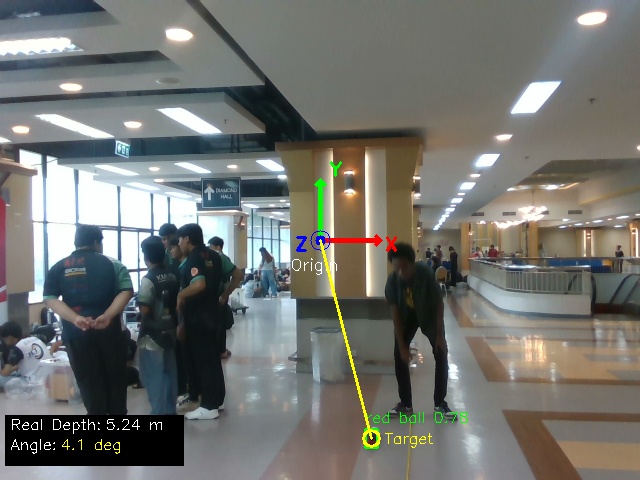 DIAMOND
HALL
Y
Z
X
Origin
red ball 0.78
Target
Real Depth: 5.24 m
Angle: 4.1 deg